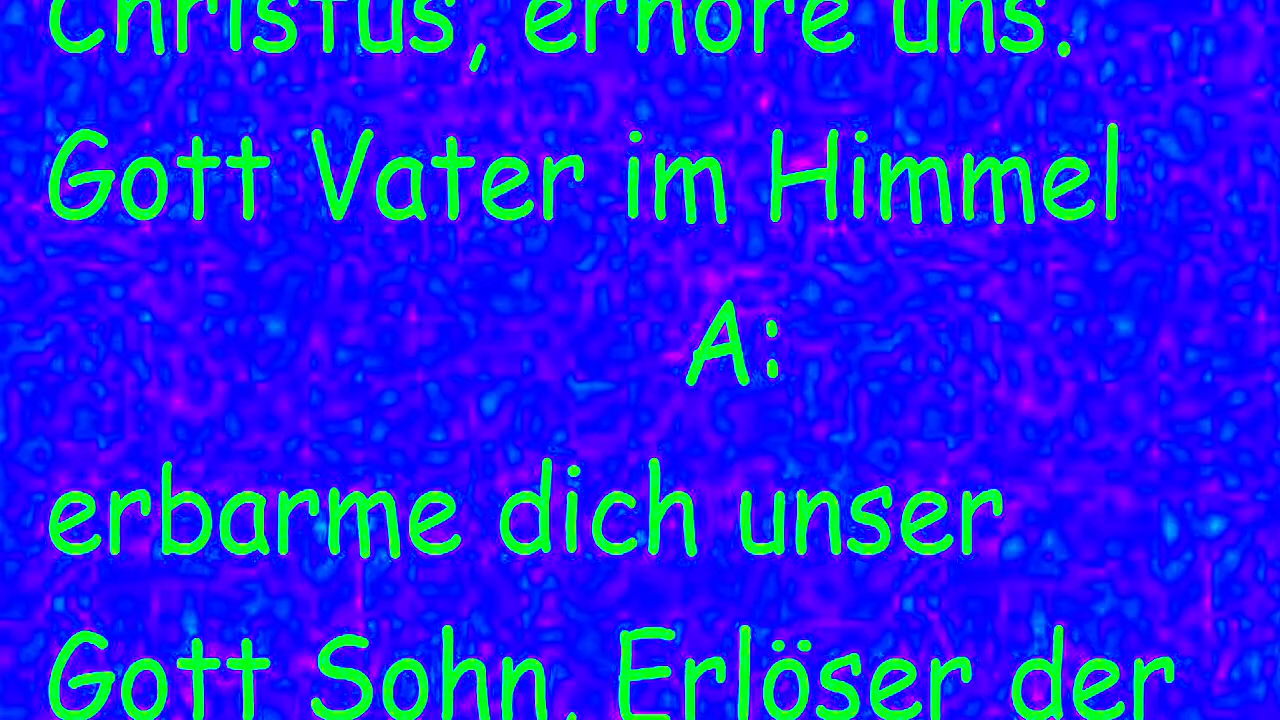 Christus, erhöre uns.
Gott Vater im Himmel
A:
erbarme dich unser
Gott Sohn, Erlöser der